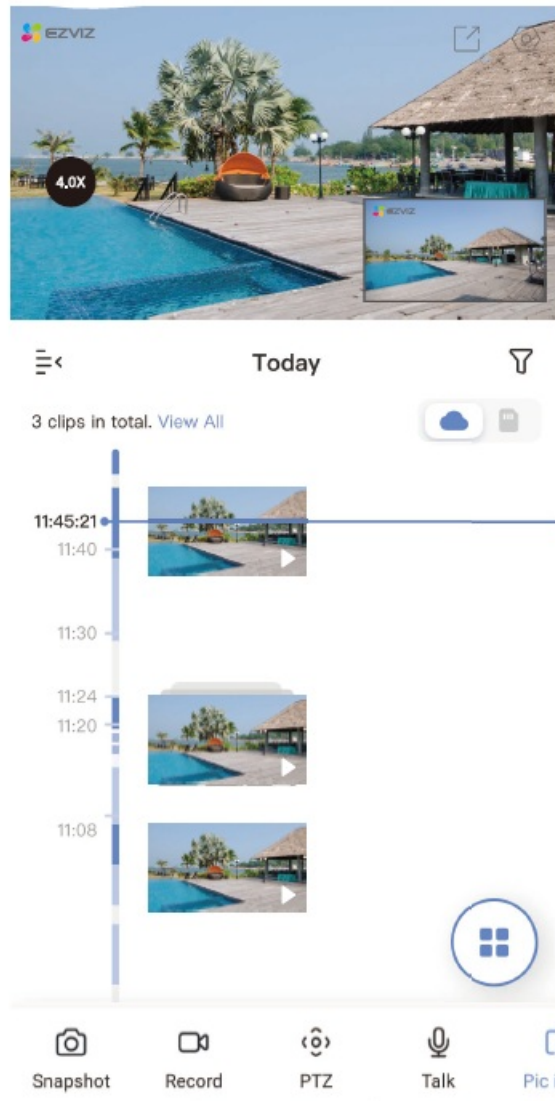 EZVIZ
4.0X
EZVIZ
Today
3 clips in total. View All
11:45:21
11:40
11:30
11:24
11:20
11:08
Snapshot
Record
PTZ
Talk
Pic